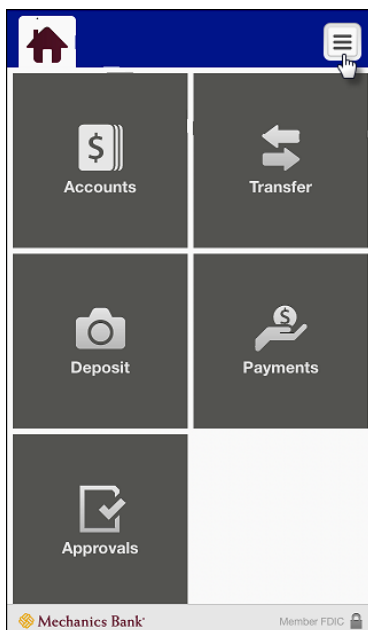 Accounts
Transfer
Deposit
Payments
Approvals
Mechanics Bank
Member FDIC